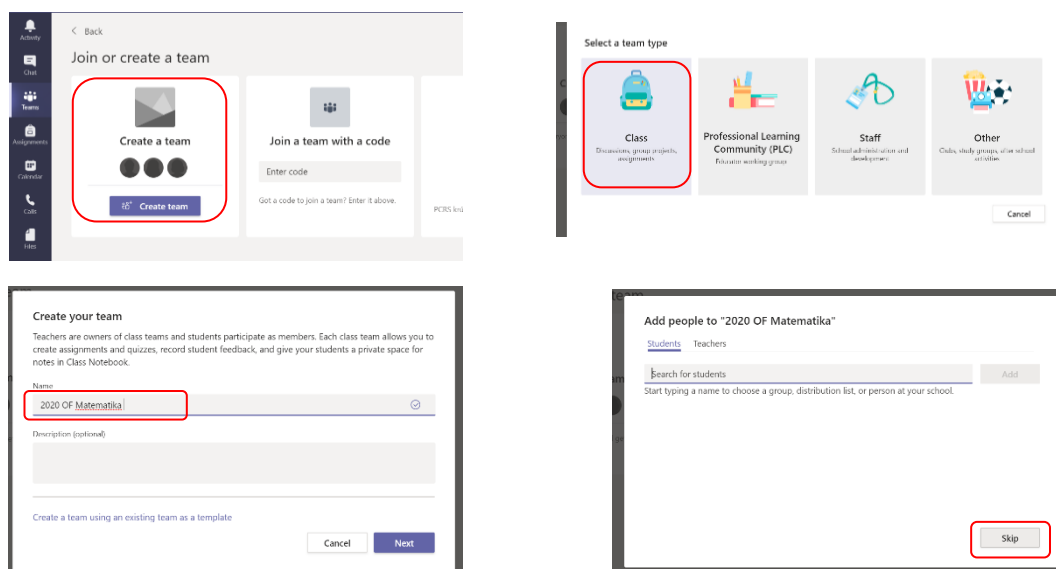 Activity
Chat
Teams
Assignments
Calendar
Calls
Files
Back
Join or create a team
Create a team
Create team
Join a team with a code
Enter code
Got a code to join a team? Enter it above.
Select a team type
Class
Discussions, group projects,
assignments
Professional Learning
Community (PLC)
Educator working group
Staff
School administration and
development
Other
Clubs, study groups, after school
activities
Cancel
Create your team
Teachers are owners of class teams and students participate as members. Each class team allows you to
create assignments and quizzes, record student feedback, and give your students a private space for
notes in Class Notebook.
Name
2020 OF Matematika
Description (optional)
Create a team using an existing team as a template
Cancel
Next
Add people to "2020 OF Matematika"
Students Teachers
Search for students
Add
Start typing a name to choose a group, distribution list, or person at your school.
Skip